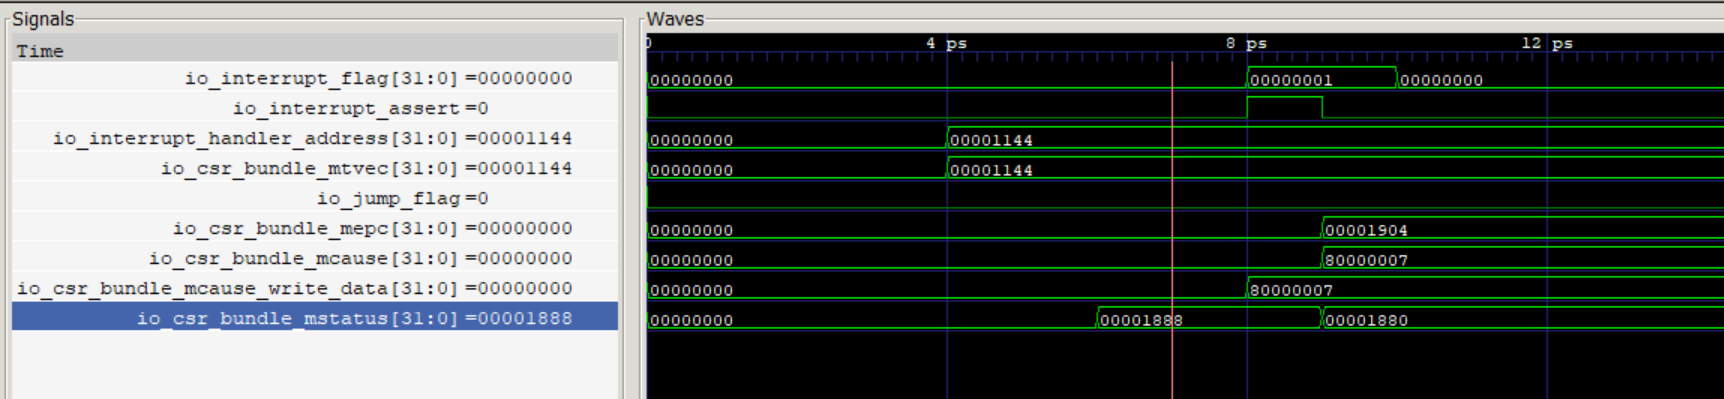 Signals Waves
Time 0 4 ps 8 ps 12 ps
io_interrupt_flag[31:0] =00000000 00000000 00000001 00000000
io_interrupt_assert=0
io_interrupt_handler_address[31:0] =00001144 00000000 00001144
io_csr_bundle_mtvec[31:0] =00001144 00000000 00001144
io_jump_flag=0
io_csr_bundle_mepc[31:0] =00000000 00000000 00001904
io_csr_bundle_mcause[31:0] =00000000 00000000 80000007
io_csr_bundle_mcause_write_data[31:0] =00000000 00000000 80000007
io_csr_bundle_mstatus[31:0] =00001888 00000000 00001888 00001880